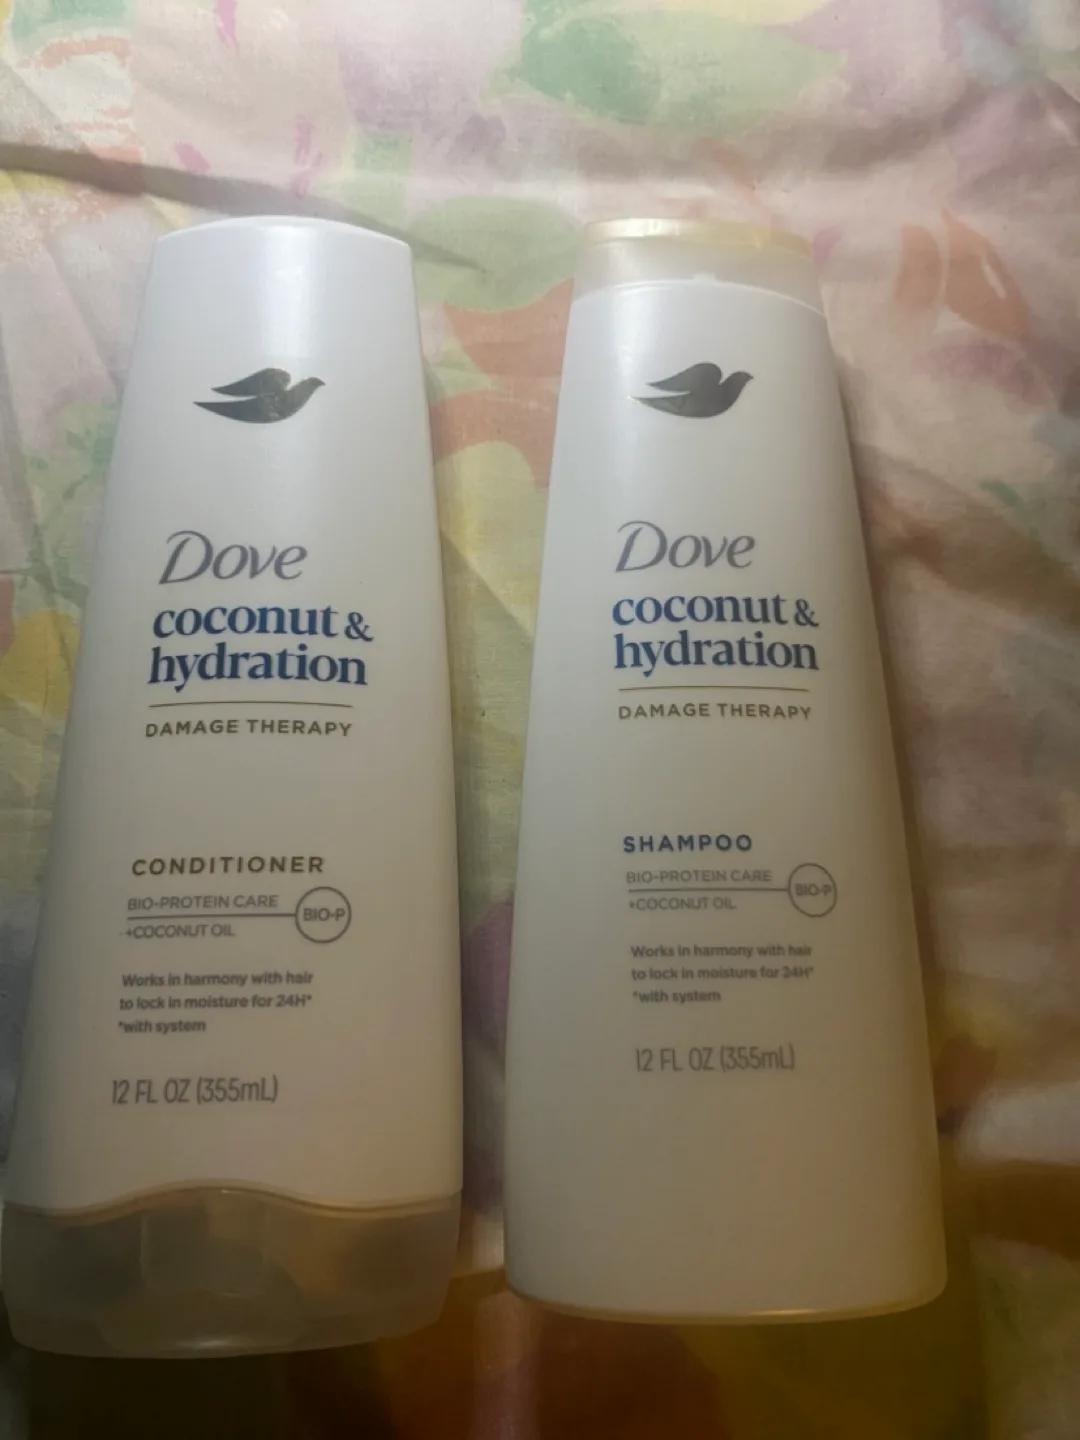 Dove
coconut &
hydration
DAMAGE THERAPY
CONDITIONER
BIO-PROTEIN CARE
+COCONUT OIL
BIO-P
Works in harmony with hair
to lock in moisture for 24H*
*with system
12 FL OZ (355mL)
Dove
coconut &
hydration
DAMAGE THERAPY
SHAMPOO
BIO-PROTEIN CARE
+COCONUT OIL
BIO-P
Works in harmony with hair
to lock in moisture for 24H*
*with system
12 FL OZ (355mL)